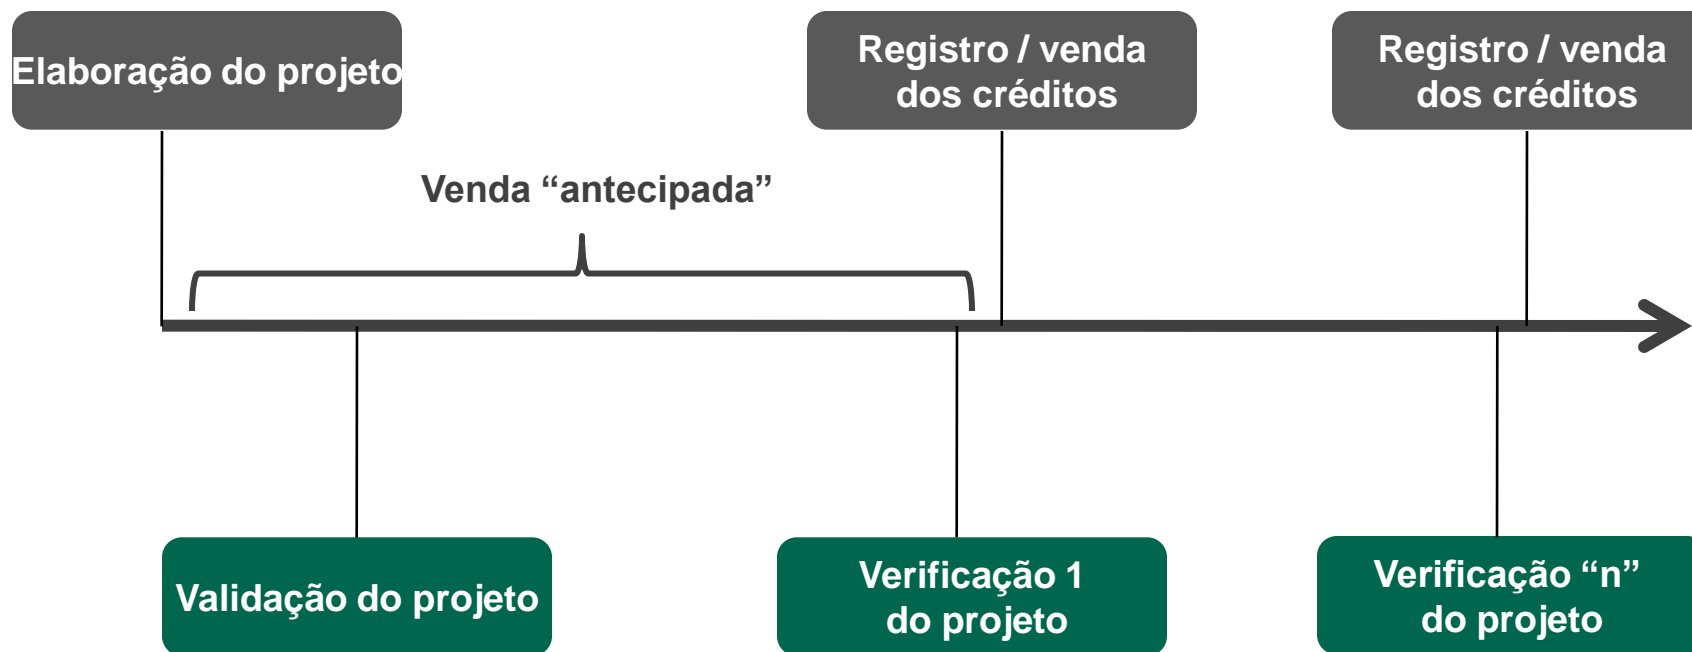 Elaboração do projeto
Registro / venda
dos créditos
Registro / venda
dos créditos
Venda “antecipada”
Validação do projeto
Verificação 1
do projeto
Verificação “n”
do projeto